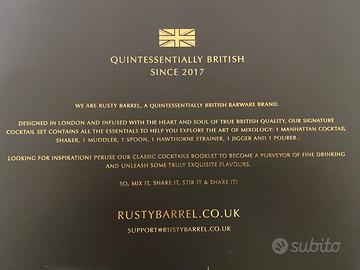 QUINTESSENTIALLY BRITISH
SINCE 2017
WE ARE RUSTY BARREL, A QUINTESSENTIALLY BRITISH BARWARE BRAND.
DESIGNED IN LONDON AND INFUSED WITH THE HEART AND SOUL OF TRUE BRITISH QUALITY, OUR SIGNATURE
COCKTAIL SET CONTAINS ALL THE ESSENTIALS TO HELP YOU EXPLORE THE ART OF MIXOLOGY: 1 MANHATTAN COCKTAIL
SHAKER, 1 MUDDLER, 1 SPOON, 1 HAWTHORNE STRAINER, 1 JIGGER AND 1 POURER.
LOOKING FOR INSPIRATION? PERUSE OUR CLASSIC COCKTAILS BOOKLET TO BECOME A PURVEYOR OF FINE DRINKING
AND UNLEASH SOME TRULY EXQUISITE FLAVOURS.
SO, MIX IT, SHAKE IT, STIR IT & SHARE IT!
RUSTYBARREL.CO.UK
SUPPORT@RUSTYBARREL.CO.UK
subito